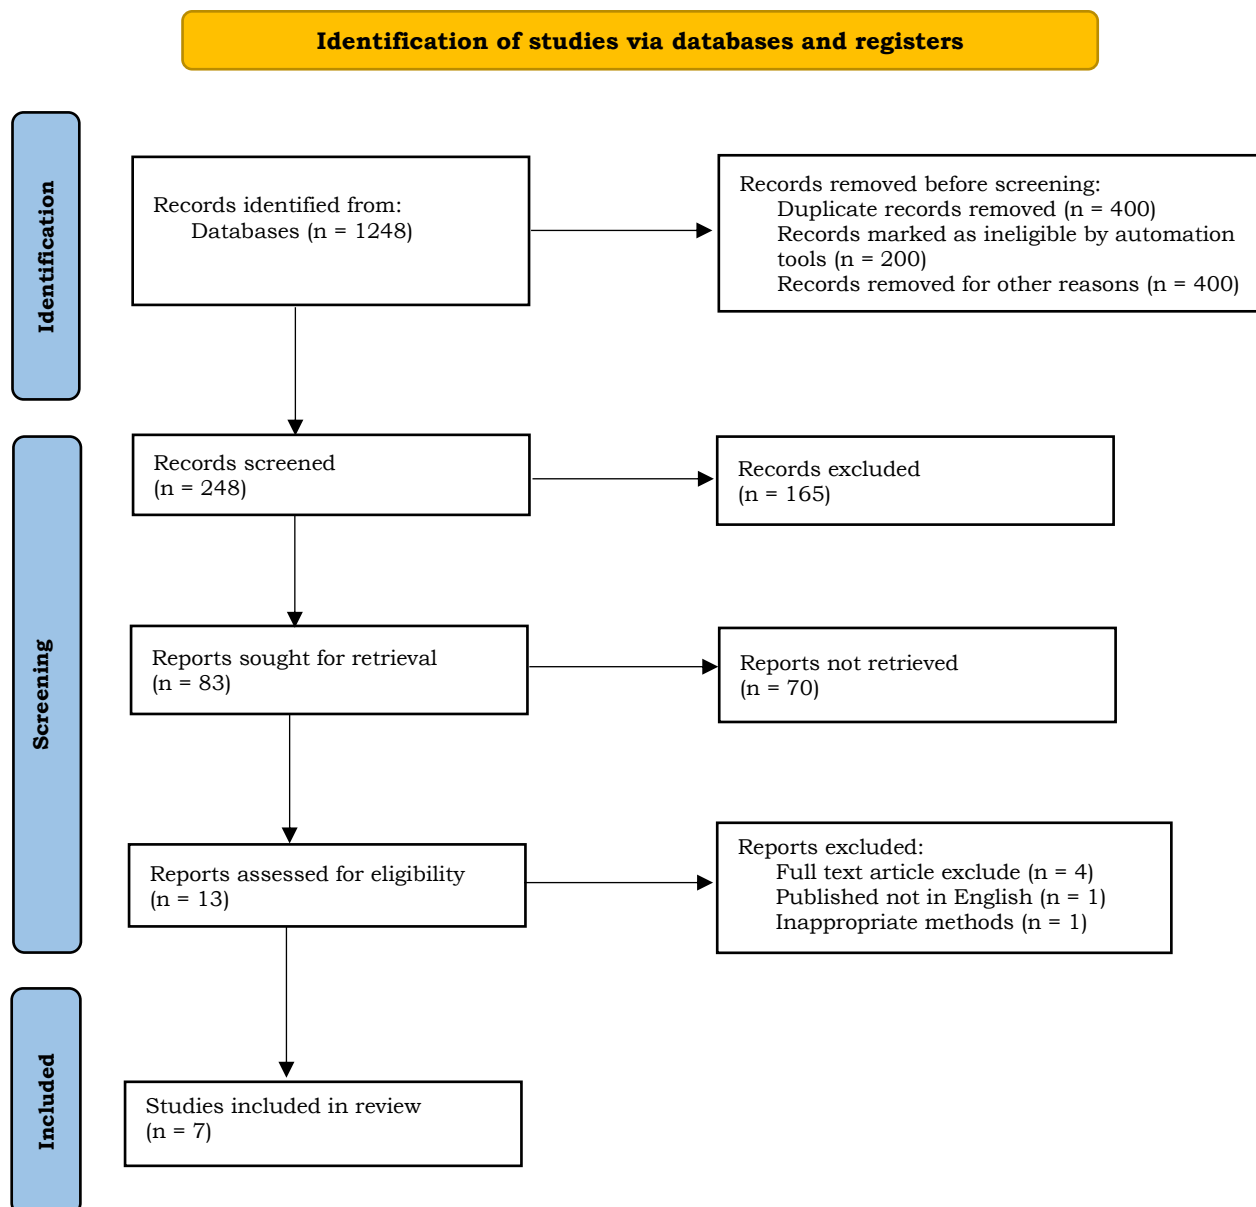 Identification of studies via databases and registers
Identification
Records identified from:
Databases (n = 1248)
Records removed before screening:
Duplicate records removed (n = 400)
Records marked as ineligible by automation
tools (n = 200)
Records removed for other reasons (n = 400)
Screening
Records screened
(n = 248)
Records excluded
(n = 165)
Reports sought for retrieval
(n = 83)
Reports not retrieved
(n = 70)
Reports assessed for eligibility
(n = 13)
Reports excluded:
Full text article exclude (n = 4)
Published not in English (n = 1)
Inappropriate methods (n = 1)
Included
Studies included in review
(n = 7)